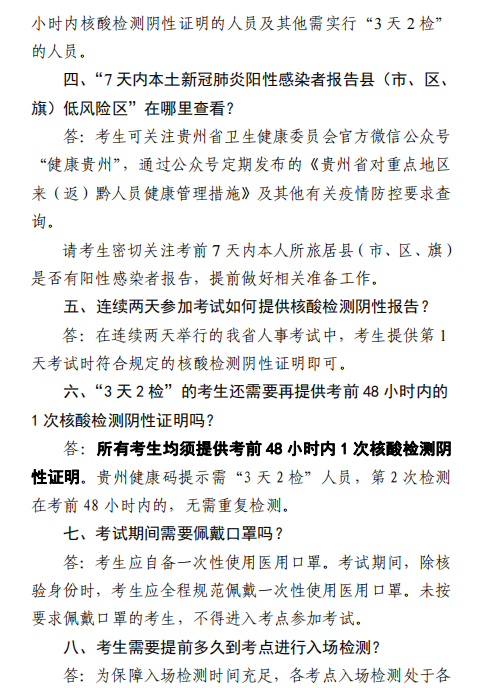 小时内核酸检测阴性证明的人员及其他需实行“3 天 2 检”
的人员。
四、“7 天内本土新冠肺炎阳性感染者报告县（市、区、
旗）低风险区”在哪里查看？
答：考生可关注贵州省卫生健康委员会官方微信公众号
“健康贵州”，通过公众号定期发布的《贵州省对重点地区
来（返）黔人员健康管理措施》及其他有关疫情防控要求查
询。
请考生密切关注考前 7 天内本人所旅居县（市、区、旗）
是否有阳性感染者报告，提前做好相关准备工作。
五、连续两天参加考试如何提供核酸检测阴性报告？
答：在连续两天举行的我省人事考试中，考生提供第 1
天考试时符合规定的核酸检测阴性证明即可。
六、“3 天 2 检”的考生还需要再提供考前 48 小时内的
1 次核酸检测阴性证明吗？
答：所有考生均须提供考前 48 小时内 1 次核酸检测阴
性证明。贵州健康码提示需“3 天 2 检”人员，第 2 次检测
在考前 48 小时内的，无需重复检测。
七、考试期间需要佩戴口罩吗？
答：考生应自备一次性使用医用口罩。考试期间，除核
验身份时，考生应全程规范佩戴一次性使用医用口罩。未按
要求佩戴口罩的考生，不得进入考点参加考试。
八、考生需要提前多久到考点进行入场检测？
答：为保障入场检测时间充足，各考点入场检测处于各